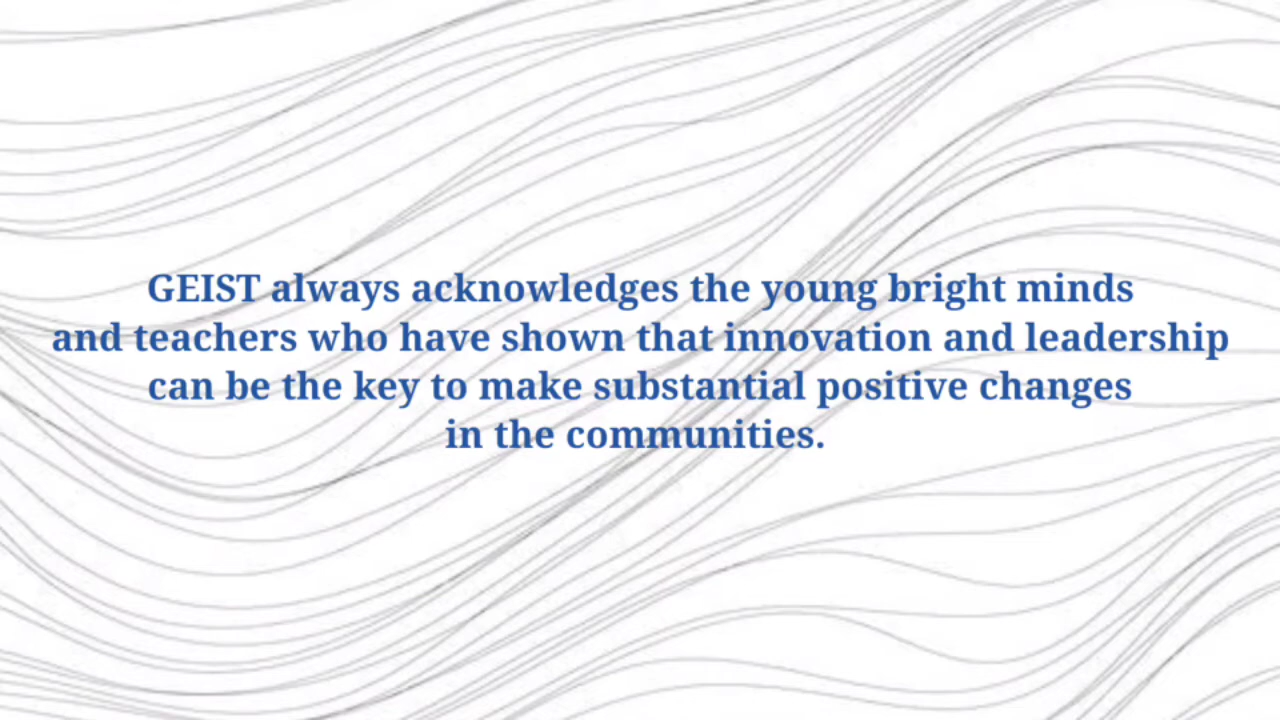 GEIST always acknowledges the young bright minds
and teachers who have shown that innovation and leadership
can be the key to make substantial positive changes
in the communities.